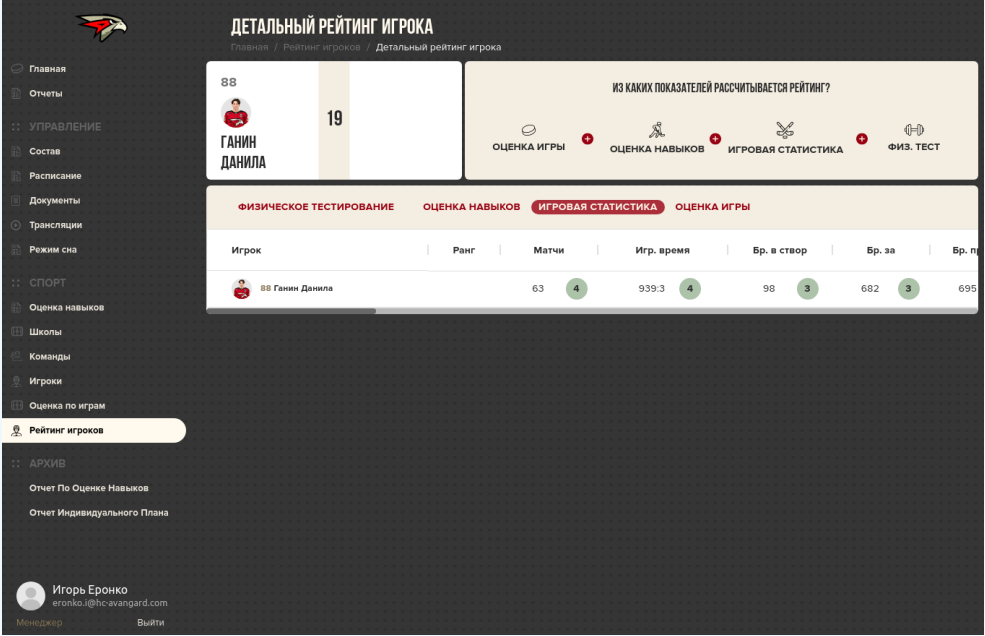 ДЕТАЛЬНЫЙ РЕЙТИНГ ИГРОКА
Главная / Рейтинг игроков / Детальный рейтинг игрока
Главная
Отчеты
УПРАВЛЕНИЕ
Состав
Расписание
Документы
Трансляции
Режим сна
СПОРТ
Оценка навыков
Школы
Команды
Игроки
Оценка по играм
Рейтинг игроков
АРХИВ
Отчет По Оценке Навыков
Отчет Индивидуального Плана
Игорь Еронко
eronko.i@hc-avangard.com
Менеджер Выйти
88
ГАНИН
ДАНИЛА
19
ИЗ КАКИХ ПОКАЗАТЕЛЕЙ РАССЧИТЫВАЕТСЯ РЕЙТИНГ?
ОЦЕНКА ИГРЫ ОЦЕНКА НАВЫКОВ ИГРОВАЯ СТАТИСТИКА ФИЗ. ТЕСТ
ФИЗИЧЕСКОЕ ТЕСТИРОВАНИЕ ОЦЕНКА НАВЫКОВ ИГРОВАЯ СТАТИСТИКА ОЦЕНКА ИГРЫ
Игрок Ранг Матчи Игр. время Бр. в створ Бр. за Бр. п
88 Ганин Данила 63 4 939:3 4 98 3 682 3 695